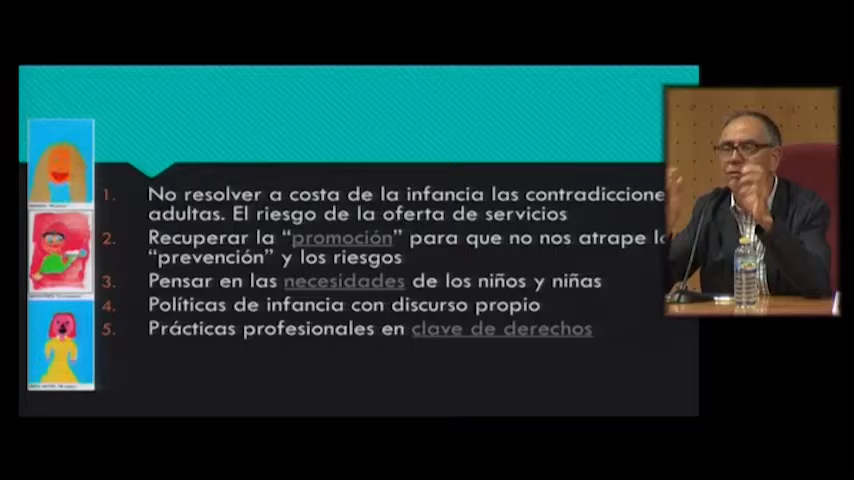 1. No resolver a costa de la infancia las contradiccione
adultas. El riesgo de la oferta de servicios
2. Recuperar la “promoción” para que no nos atrape l
“prevención” y los riesgos
3. Pensar en las necesidades de los niños y niñas
4. Políticas de infancia con discurso propio
5. Prácticas profesionales en clave de derechos